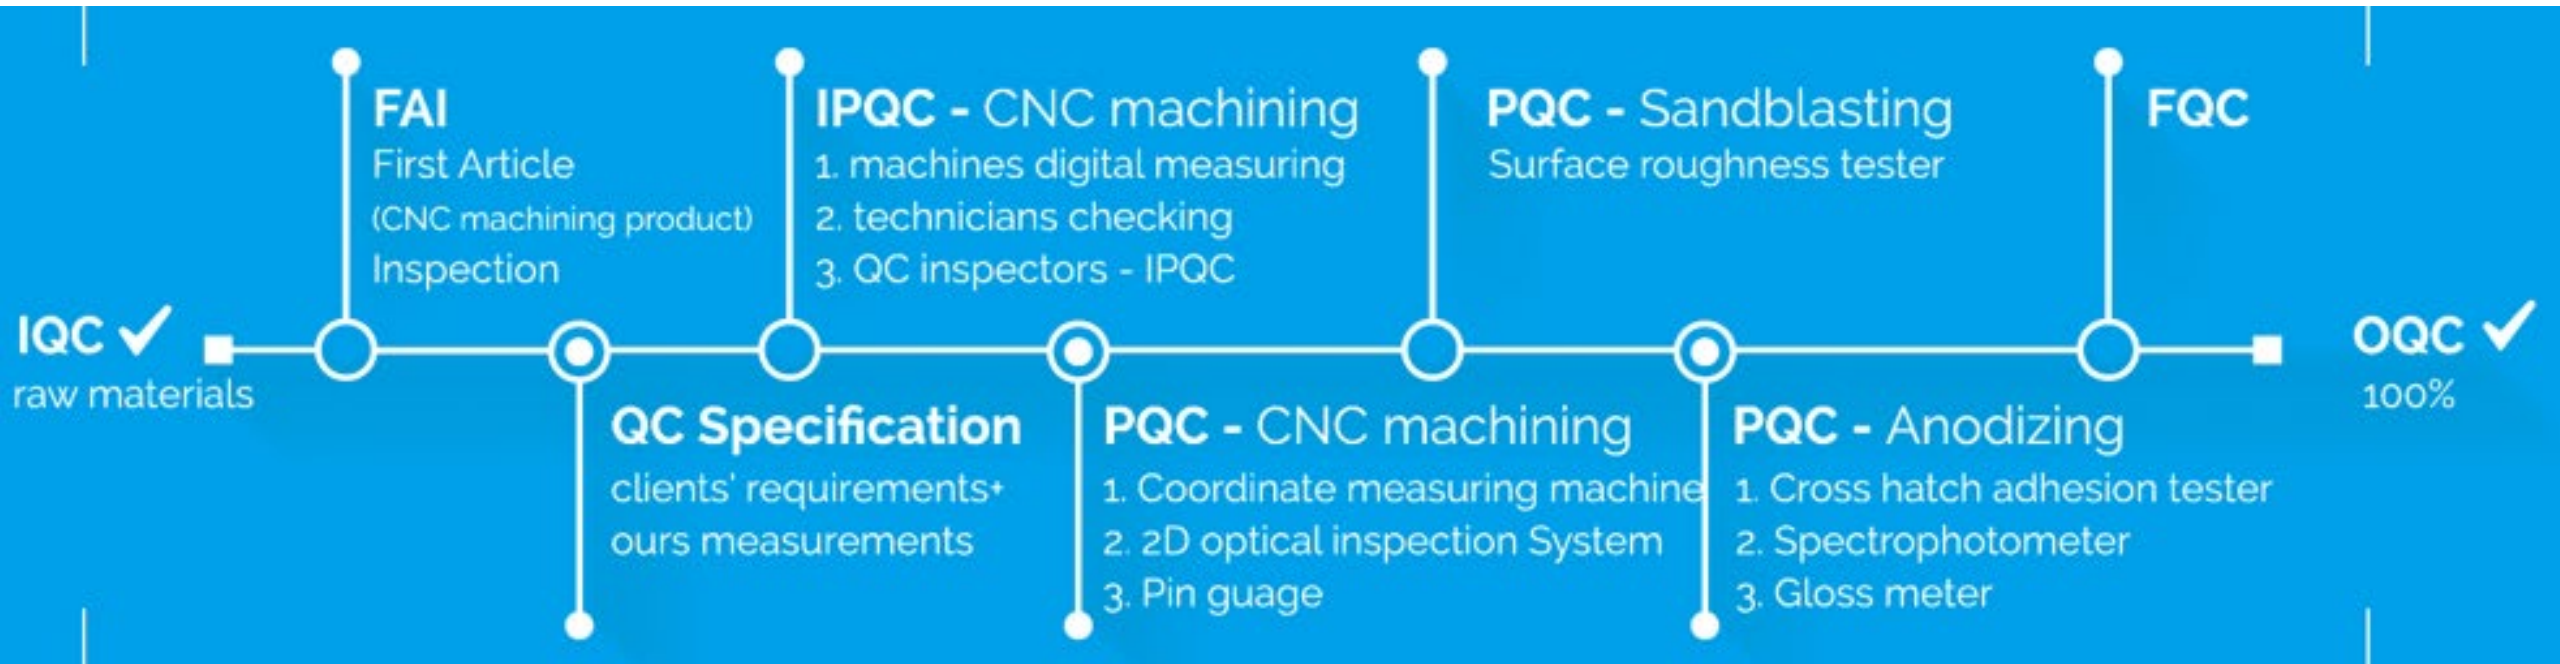 IQC ✓
raw materials
FAI
First Article
(CNC machining product)
Inspection
QC Specification
clients' requirements+
ours measurements
IPQC - CNC machining
1. machines digital measuring
2. technicians checking
3. QC inspectors - IPQC
PQC - CNC machining
1. Coordinate measuring machine
2. 2D optical inspection System
3. Pin guage
PQC - Sandblasting
Surface roughness tester
PQC - Anodizing
1. Cross hatch adhesion tester
2. Spectrophotometer
3. Gloss meter
FQC
OQC ✓
100%